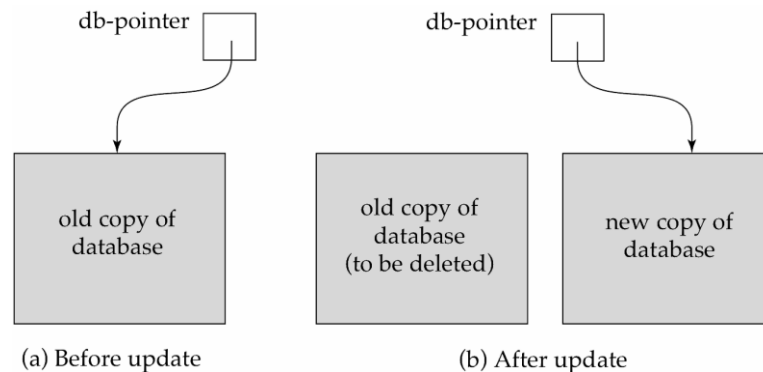 db-pointer
db-pointer
old copy of
database
old copy of
database
(to be deleted)
new copy of
database
(a) Before update
(b) After update